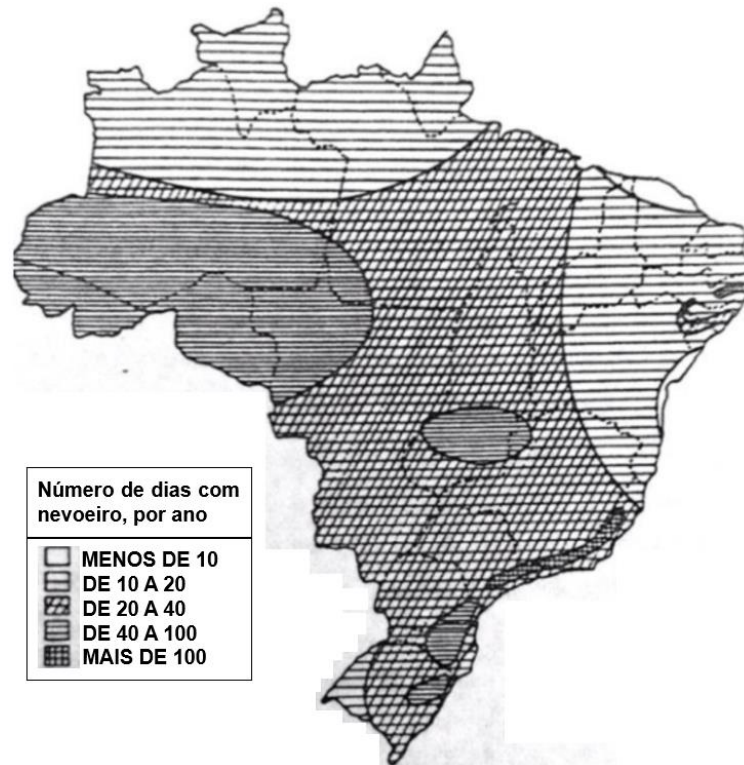 Número de dias com
nevoeiro, por ano
MENOS DE 10
DE 10 A 20
DE 20 A 40
DE 40 A 100
MAIS DE 100